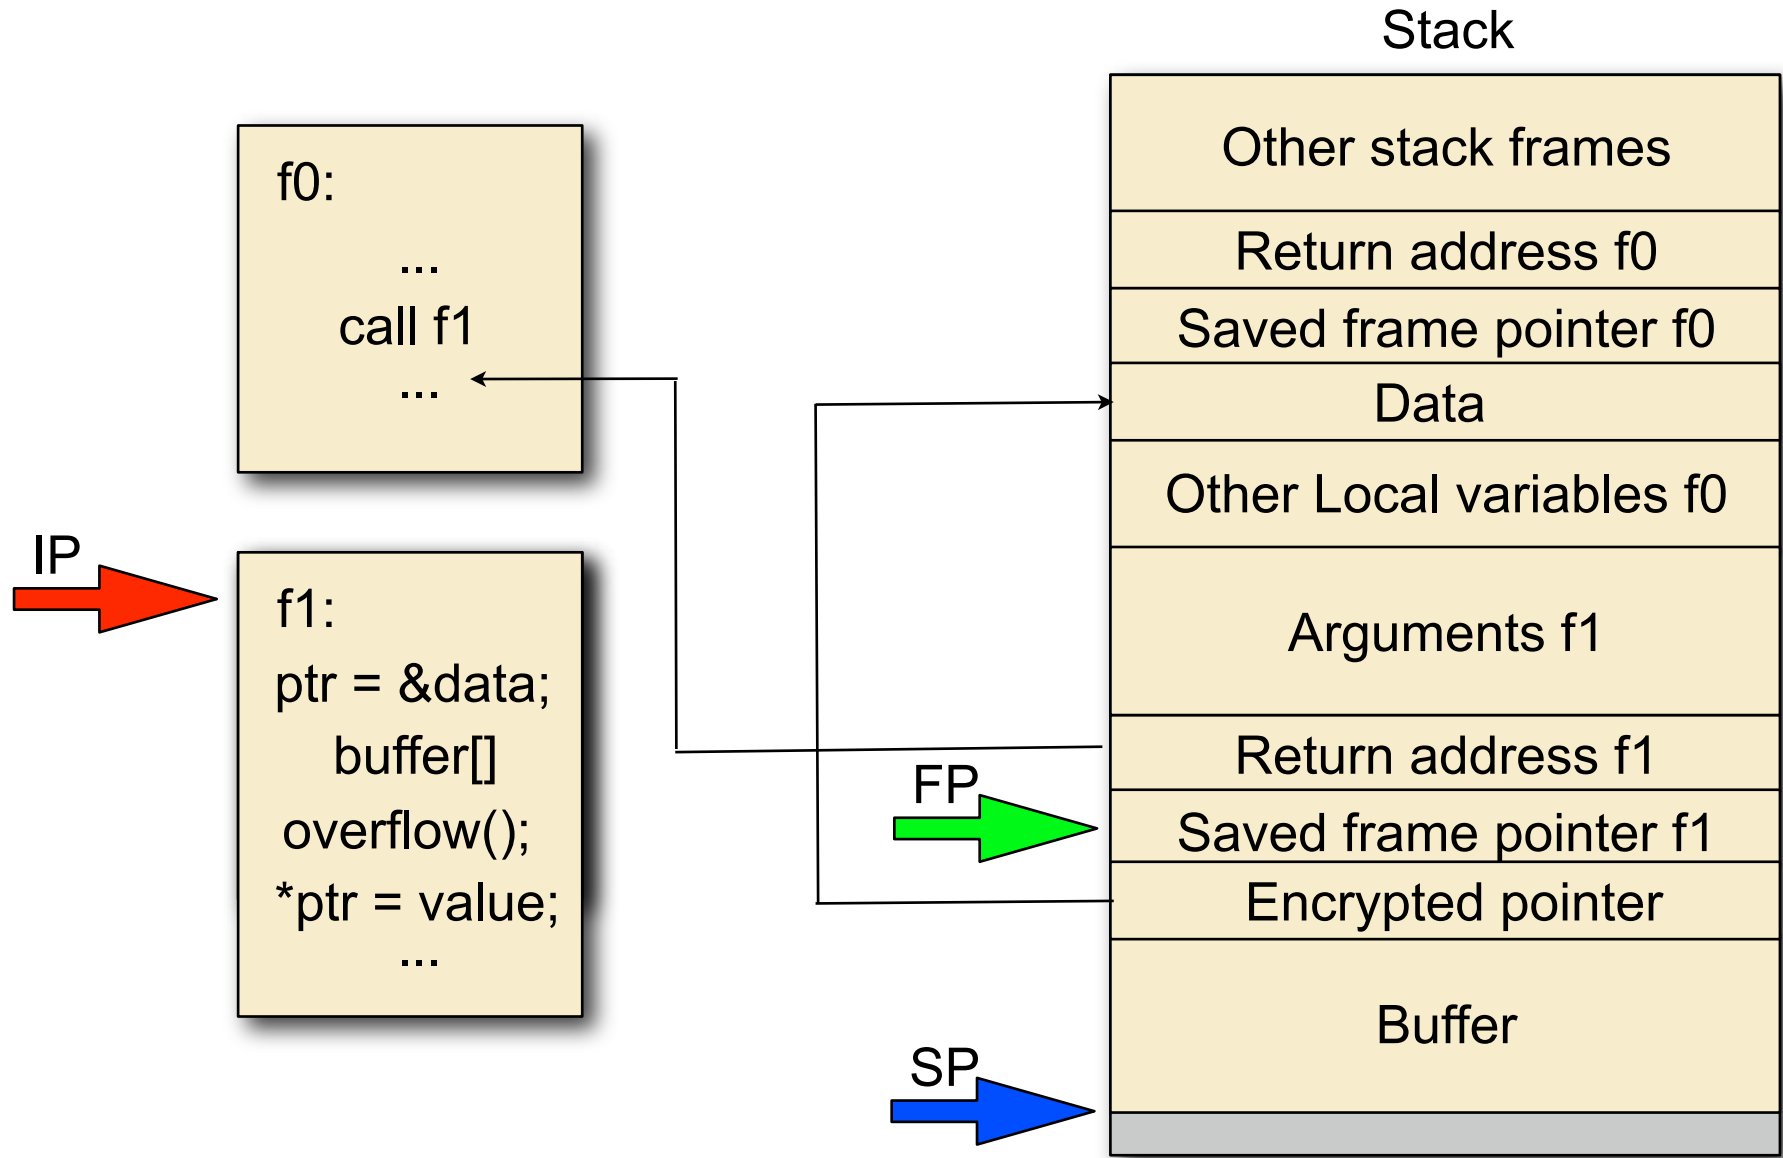 Stack
f0:
...
call f1
...
IP
f1:
ptr = &data;
buffer[]
overflow();
*ptr = value;
...
FP
SP
Other stack frames
Return address f0
Saved frame pointer f0
Data
Other Local variables f0
Arguments f1
Return address f1
Saved frame pointer f1
Encrypted pointer
Buffer